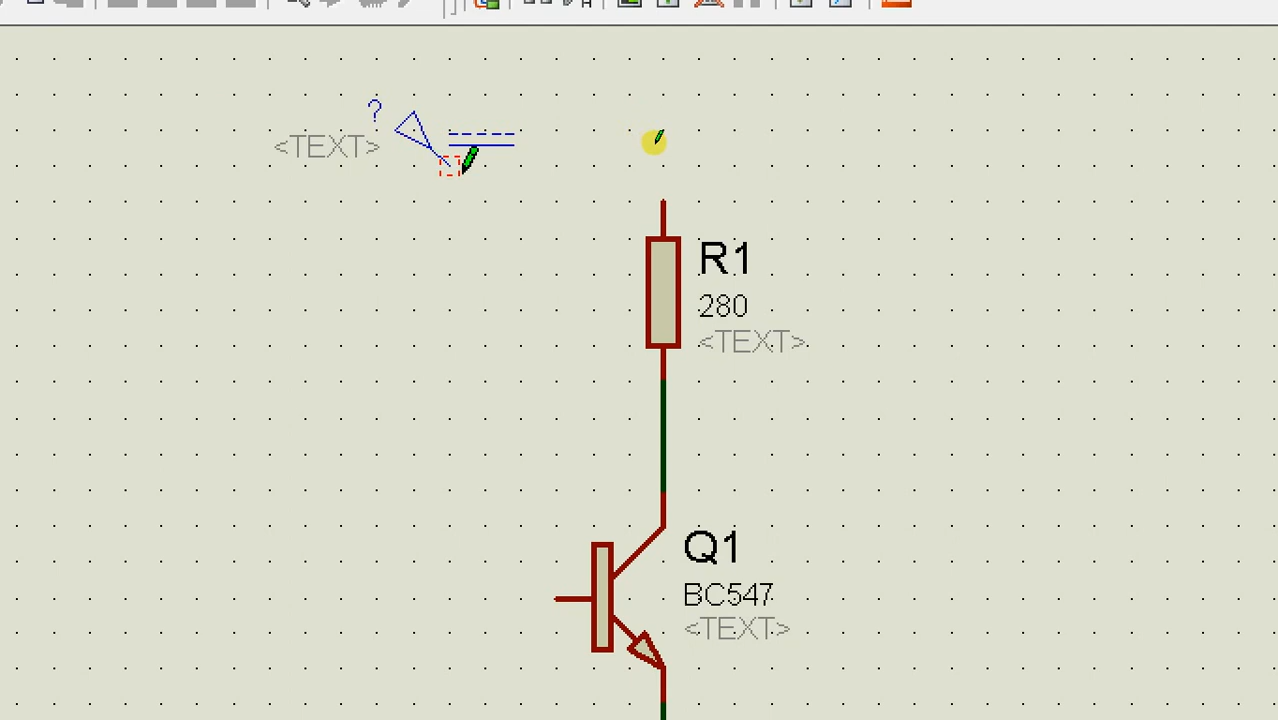 ?
<TEXT>
R1
280
<TEXT>
Q1
BC547
<TEXT>